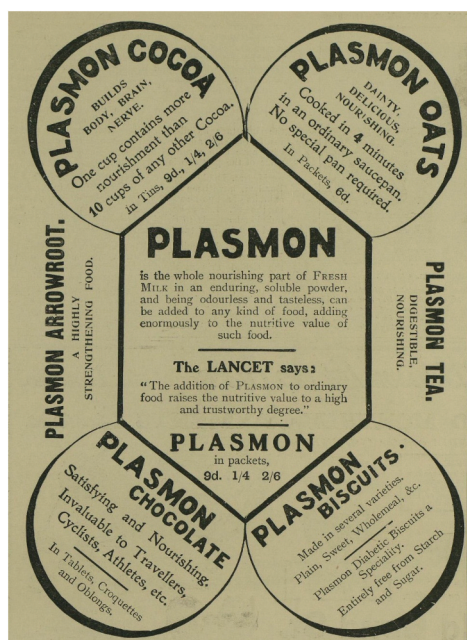 PLASMON COCOA
BUILDS
BODY, BRAIN,
NERVE.
One cup contains more
nourishment than
10 cups of any other Cocoa.
in Tins, 9d., 1/4, 2/6
PLASMON OATS
DAINTY,
DELICIOUS,
NOURISHING.
Cooked in 4 minutes
in an ordinary saucepan.
No special pan required.
In Packets, 6d.
PLASMON ARROWROOT.
A HIGHLY
STRENGTHENING FOOD.
PLASMON
is the whole nourishing part of FRESH
MILK in an enduring, soluble powder,
and being odourless and tasteless, can
be added to any kind of food, adding
enormously to the nutritive value of
such food.
The LANCET says:
"The addition of PLASMON to ordinary
food raises the nutritive value to a high
and trustworthy degree."
PLASMON
in packets,
9d. 1/4 2/6
PLASMON TEA.
DIGESTIBLE,
NOURISHING.
PLASMON
CHOCOLATE
Satisfying and Nourishing.
Invaluable to Travellers,
Cyclists, Athletes, etc.
In Tablets, Croquettes
and Oblongs.
PLASMON
BISCUITS.
Made in several varieties.
Plain, Sweet, Wholemeal, &c.
Plasmon Diabetic Biscuits a
Speciality.
Entirely free from Starch
and Sugar.